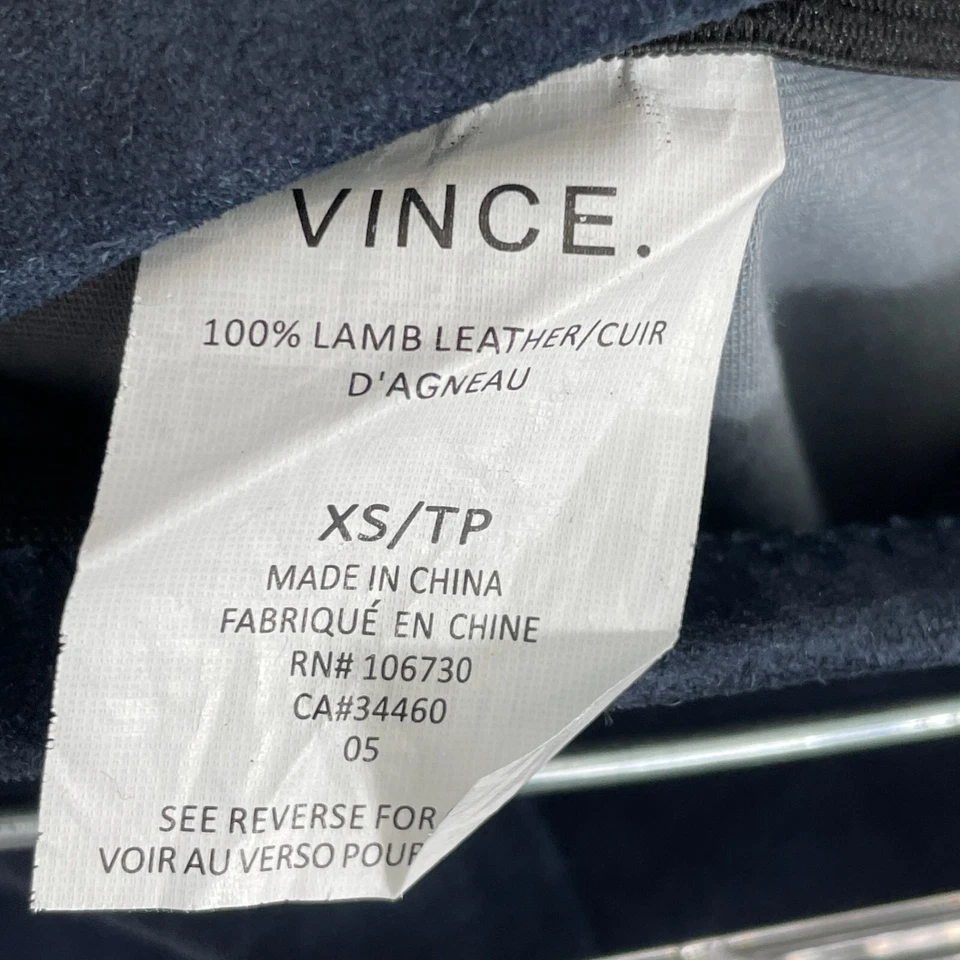 VINCE.
100% LAMB LEATHER/CUIR
D'AGNEAU
XS/TP
MADE IN CHINA
FABRIQUÉ EN CHINE
RN# 106730
CA#34460
05
SEE REVERSE FOR
VOIR AU VERSO POUR